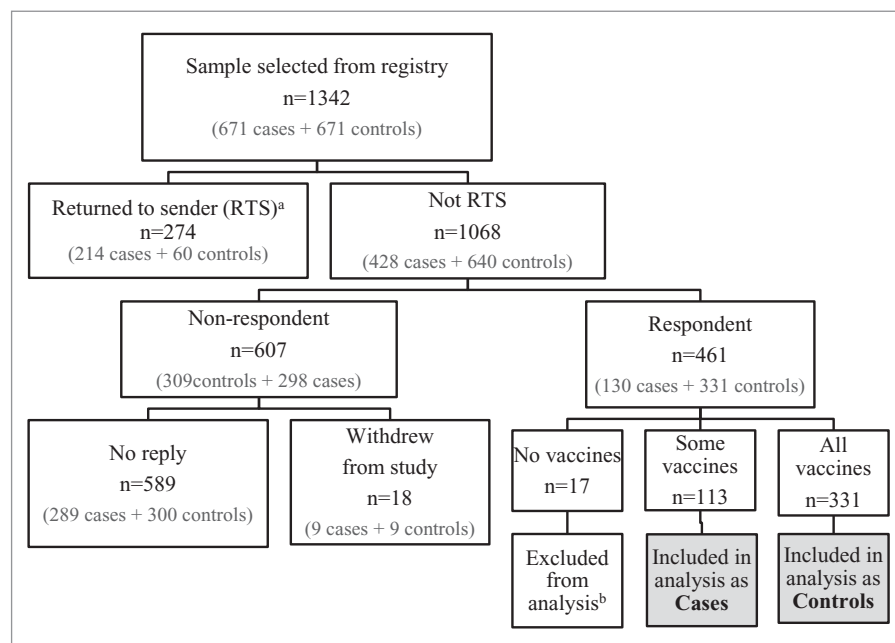 Sample selected from registry
n=1342
(671 cases + 671 controls)
Returned to sender (RTS)ᵃ
n=274
(214 cases + 60 controls)
Not RTS
n=1068
(428 cases + 640 controls)
Non-respondent
n=607
(309controls + 298 cases)
Respondent
n=461
(130 cases + 331 controls)
No reply
n=589
(289 cases + 300 controls)
Withdrew
from study
n=18
(9 cases + 9 controls)
No vaccines
n=17
Some
vaccines
n=113
All
vaccines
n=331
Excluded
from
analysisᵇ
Included in
analysis as
Cases
Included in
analysis as
Controls